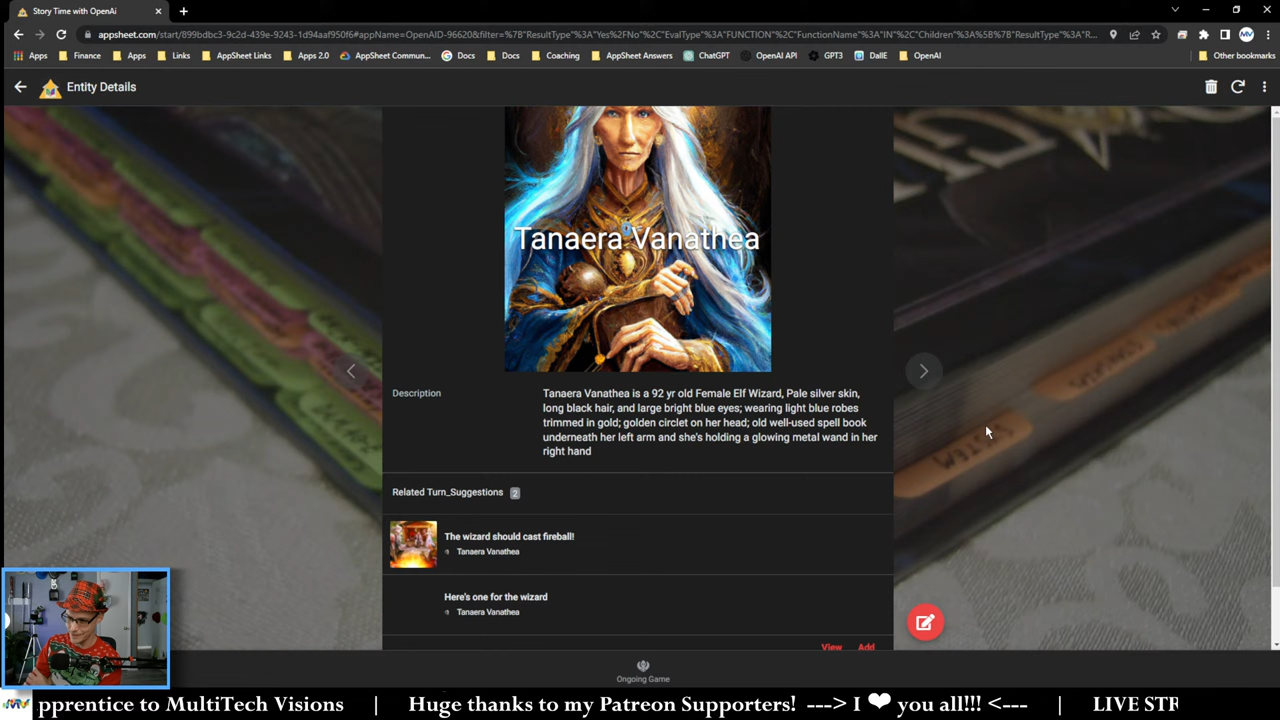 Story Time with OpenAi
appsheet.com/start/899bdbc3-9c2d-439e-9243-1d94aaf950f6#appName=OpenAID-96620&filter=%7B"ResultType"%3A"Yes%2FNo"%2C"EvalType"%3A"FUNCTION"%2C"FunctionName"%3A"IN"%2C"Children"%3A%5B%7B"ResultType"%3A"R...
Apps Finance Apps Links AppSheet Links Apps 2.0 AppSheet Commun... Docs Docs Coaching AppSheet Answers ChatGPT OpenAI API GPT3 DallE OpenAI Other bookmarks
Entity Details
Tanaera Vanathea
Description
Tanaera Vanathea is a 92 yr old Female Elf Wizard, Pale silver skin,
long black hair, and large bright blue eyes; wearing light blue robes
trimmed in gold; golden circlet on her head; old well-used spell book
underneath her left arm and she's holding a glowing metal wand in her
right hand
Related Turn_Suggestions 2
The wizard should cast fireball!
Tanaera Vanathea
Here's one for the wizard
Tanaera Vanathea
View Add
Ongoing Game
pprentice to MultiTech Visions | Huge thanks to my Patreon Supporters! ---> I ❤ you all!!! <--- | LIVE STR